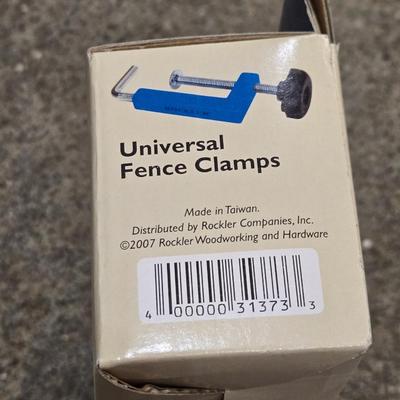 Universal
Fence Clamps
Made in Taiwan.
Distributed by Rockler Companies, Inc.
©2007 Rockler Woodworking and Hardware
4 00000 31373 3